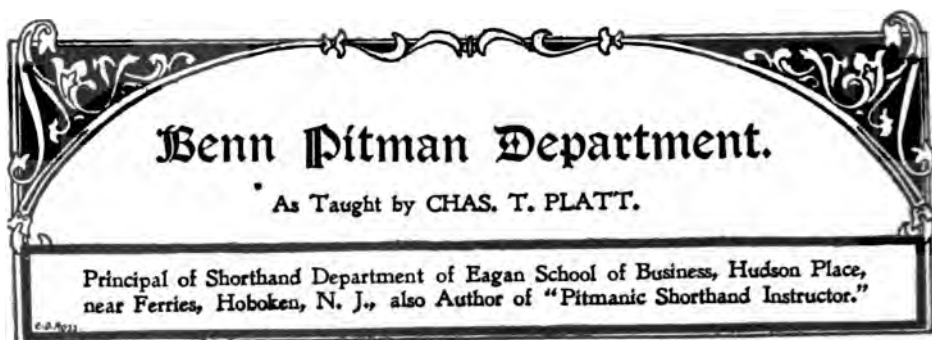 Benn Pitman Department.
As Taught by CHAS. T. PLATT.
Principal of Shorthand Department of Eagan School of Business, Hudson Place,
near Ferries, Hoboken, N. J., also Author of "Pitmanic Shorthand Instructor."